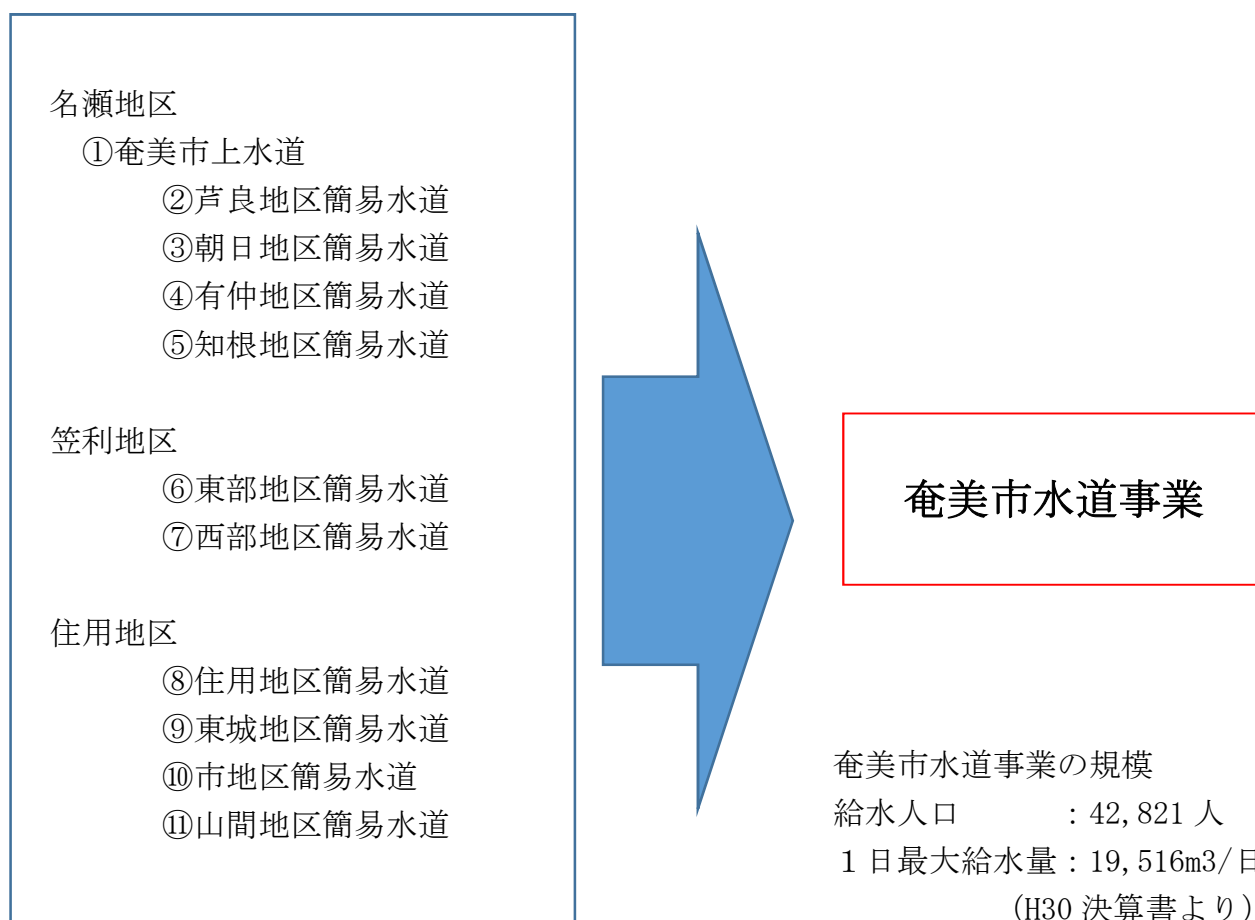 名瀬地区
①奄美市上水道
②芦良地区簡易水道
③朝日地区簡易水道
④有仲地区簡易水道
⑤知根地区簡易水道
笠利地区
⑥東部地区簡易水道
⑦西部地区簡易水道
住用地区
⑧住用地区簡易水道
⑨東城地区簡易水道
⑩市地区簡易水道
⑪山間地区簡易水道
奄美市水道事業
奄美市水道事業の規模
給水人口　　　：42,821 人
１日最大給水量：19,516m3/日
(H30 決算書より)